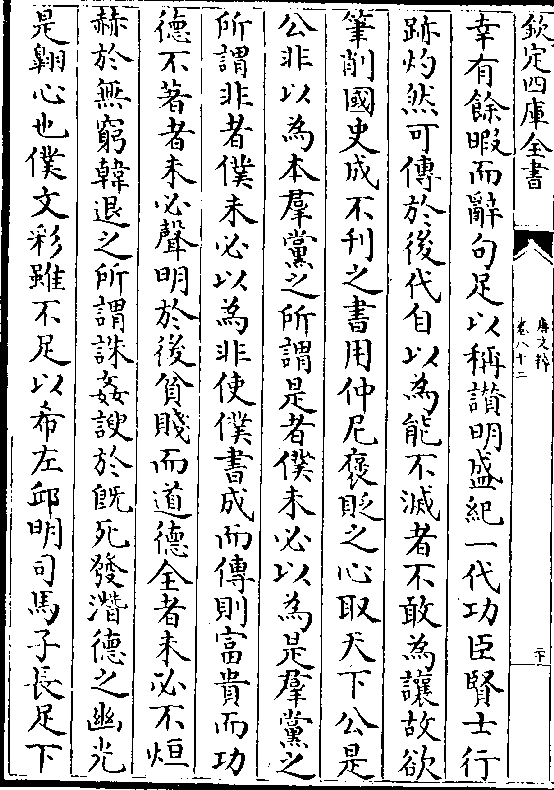 欽定四庫全書
唐文粹
卷八十二
二十
幸有餘暇而辭句足以稱讃明盛紀一代功臣賢士行
跡灼然可傳於後代自以為能不滅者不敢為讓故欲
筆削國史成不刊之書用仲尼褒貶之心取天下公是
公非以為本羣黨之所謂是者僕未必以為是羣黨之
所謂非者僕未必以為非使僕書成而傳則富貴而功
德不著者未必聲明於後貧賤而道德全者未必不烜
赫於無窮韓退之所謂誅姦諛於旣死發潛德之幽光
是翺心也僕文彩雖不足以希左邱明司馬子長足下